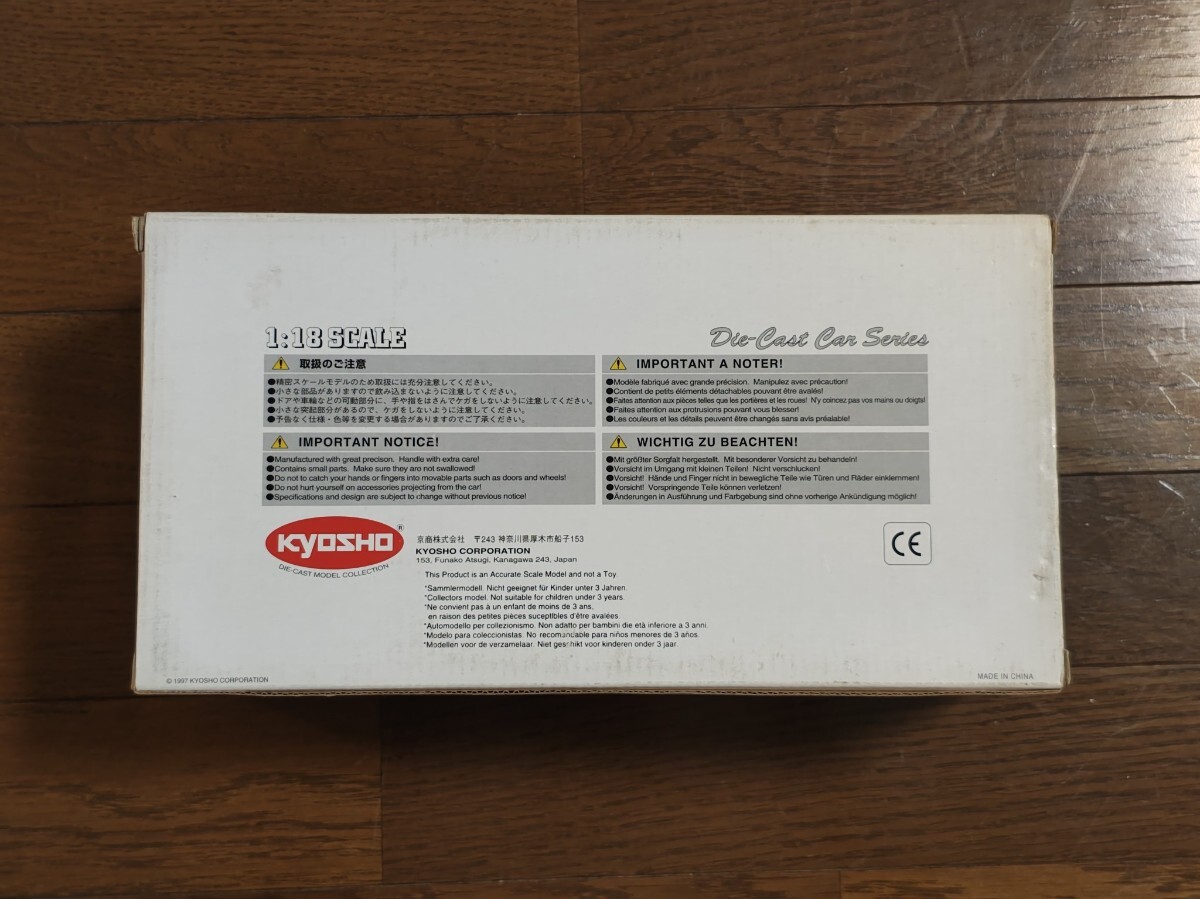 1:18 SCALE
Die-Cast Car Series
取扱のご注意
●精密スケールモデルのため取扱には充分注意してください。
●小さな部品がありますので飲み込まないように注意してください。
●ドアや車輪などの可動部分に、手や指をはさんでケガをしないように注意してください。
●小さな突起部分があるので、ケガをしないように注意してください。
●予告なく仕様・色等を変更する場合がありますのでご了承ください。
IMPORTANT A NOTER!
●Modèle fabriqué avec grande précision. Manipulez avec précaution!
●Contient de petits éléments détachables pouvant être avalés!
●Faites attention aux pièces telles que les portières et les roues! N'y coincez pas vos mains ou doigts!
●Faites attention aux protrusions pouvant vous blesser!
●Les couleurs et les détails peuvent être changés sans avis préalable!
IMPORTANT NOTICE!
●Manufactured with great precison. Handle with extra care!
●Contains small parts. Make sure they are not swallowed!
●Do not to catch your hands or fingers into movable parts such as doors and wheels!
●Do not hurt yourself on accessories projecting from the car!
●Specifications and design are subject to change without previous notice!
WICHTIG ZU BEACHTEN!
●Mit größter Sorgfalt hergestellt. Mit besonderer Vorsicht zu behandeln!
●Vorsicht im Umgang mit kleinen Teilen! Nicht verschlucken!
●Vorsicht! Hände und Finger nicht in bewegliche Teile wie Türen und Räder einklemmen!
●Vorsicht! Vorspringende Teile können verletzen!
●Änderungen in Ausführung und Farbgebung sind ohne vorherige Ankündigung möglich!
KYOSHO ®
DIE-CAST MODEL COLLECTION
京商株式会社 〒243 神奈川県厚木市船子153
KYOSHO CORPORATION
153, Funako Atsugi, Kanagawa 243, Japan
CE
This Product is an Accurate Scale Model and not a Toy.
*Sammlermodell. Nicht geeignet für Kinder unter 3 Jahren.
*Collectors model. Not suitable for children under 3 years.
*Ne convient pas à un enfant de moins de 3 ans,
en raison des petites pièces suceptibles d'être avalées.
*Automodello per collezionismo. Non adatto per bambini die età inferiore a 3 anni.
*Modelo para coleccionistas. No recomandable para niños menores de 3 años.
*Modellen voor de verzamelaar. Niet geschikt voor kinderen onder 3 jaar.
© 1997 KYOSHO CORPORATION
MADE IN CHINA